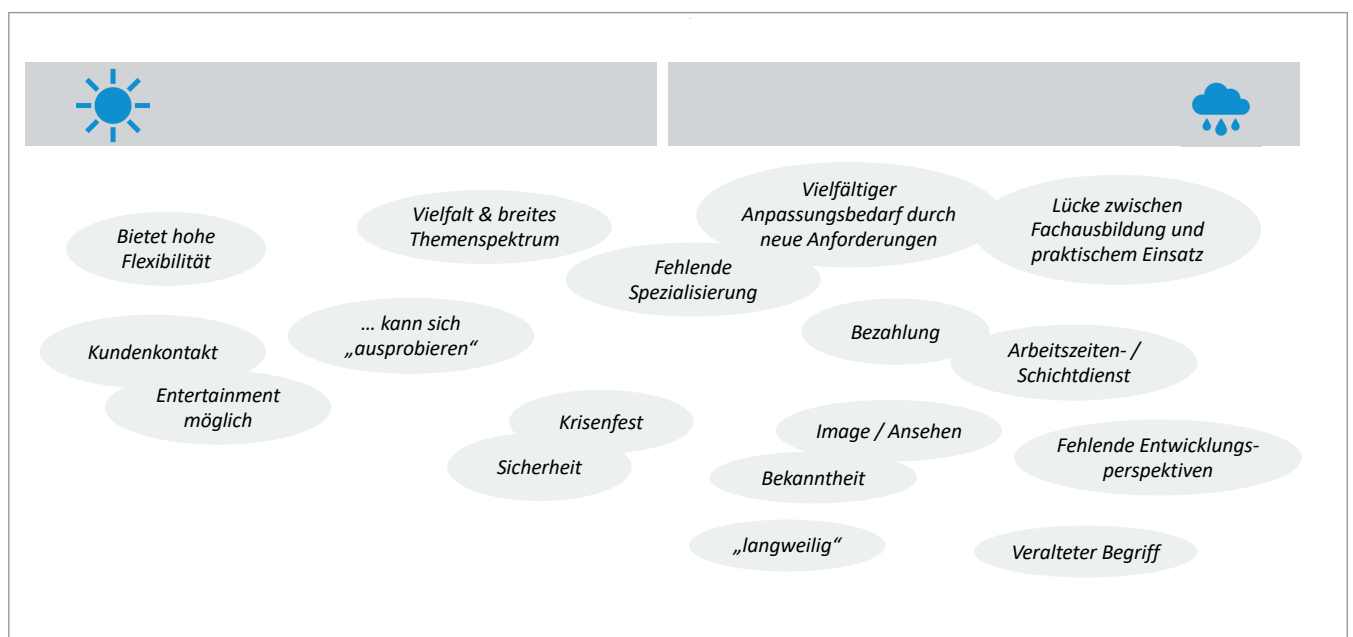 Bietet hohe
Flexibilität
Vielfalt & breites
Themenspektrum
… kann sich
„ausprobieren“
Kundenkontakt
Entertainment
möglich
Krisenfest
Sicherheit
Vielfältiger
Anpassungsbedarf durch
neue Anforderungen
Lücke zwischen
Fachausbildung und
praktischem Einsatz
Fehlende
Spezialisierung
Bezahlung
Arbeitszeiten- /
Schichtdienst
Image / Ansehen
Bekanntheit
Fehlende Entwicklungs-
perspektiven
„langweilig“
Veralteter Begriff